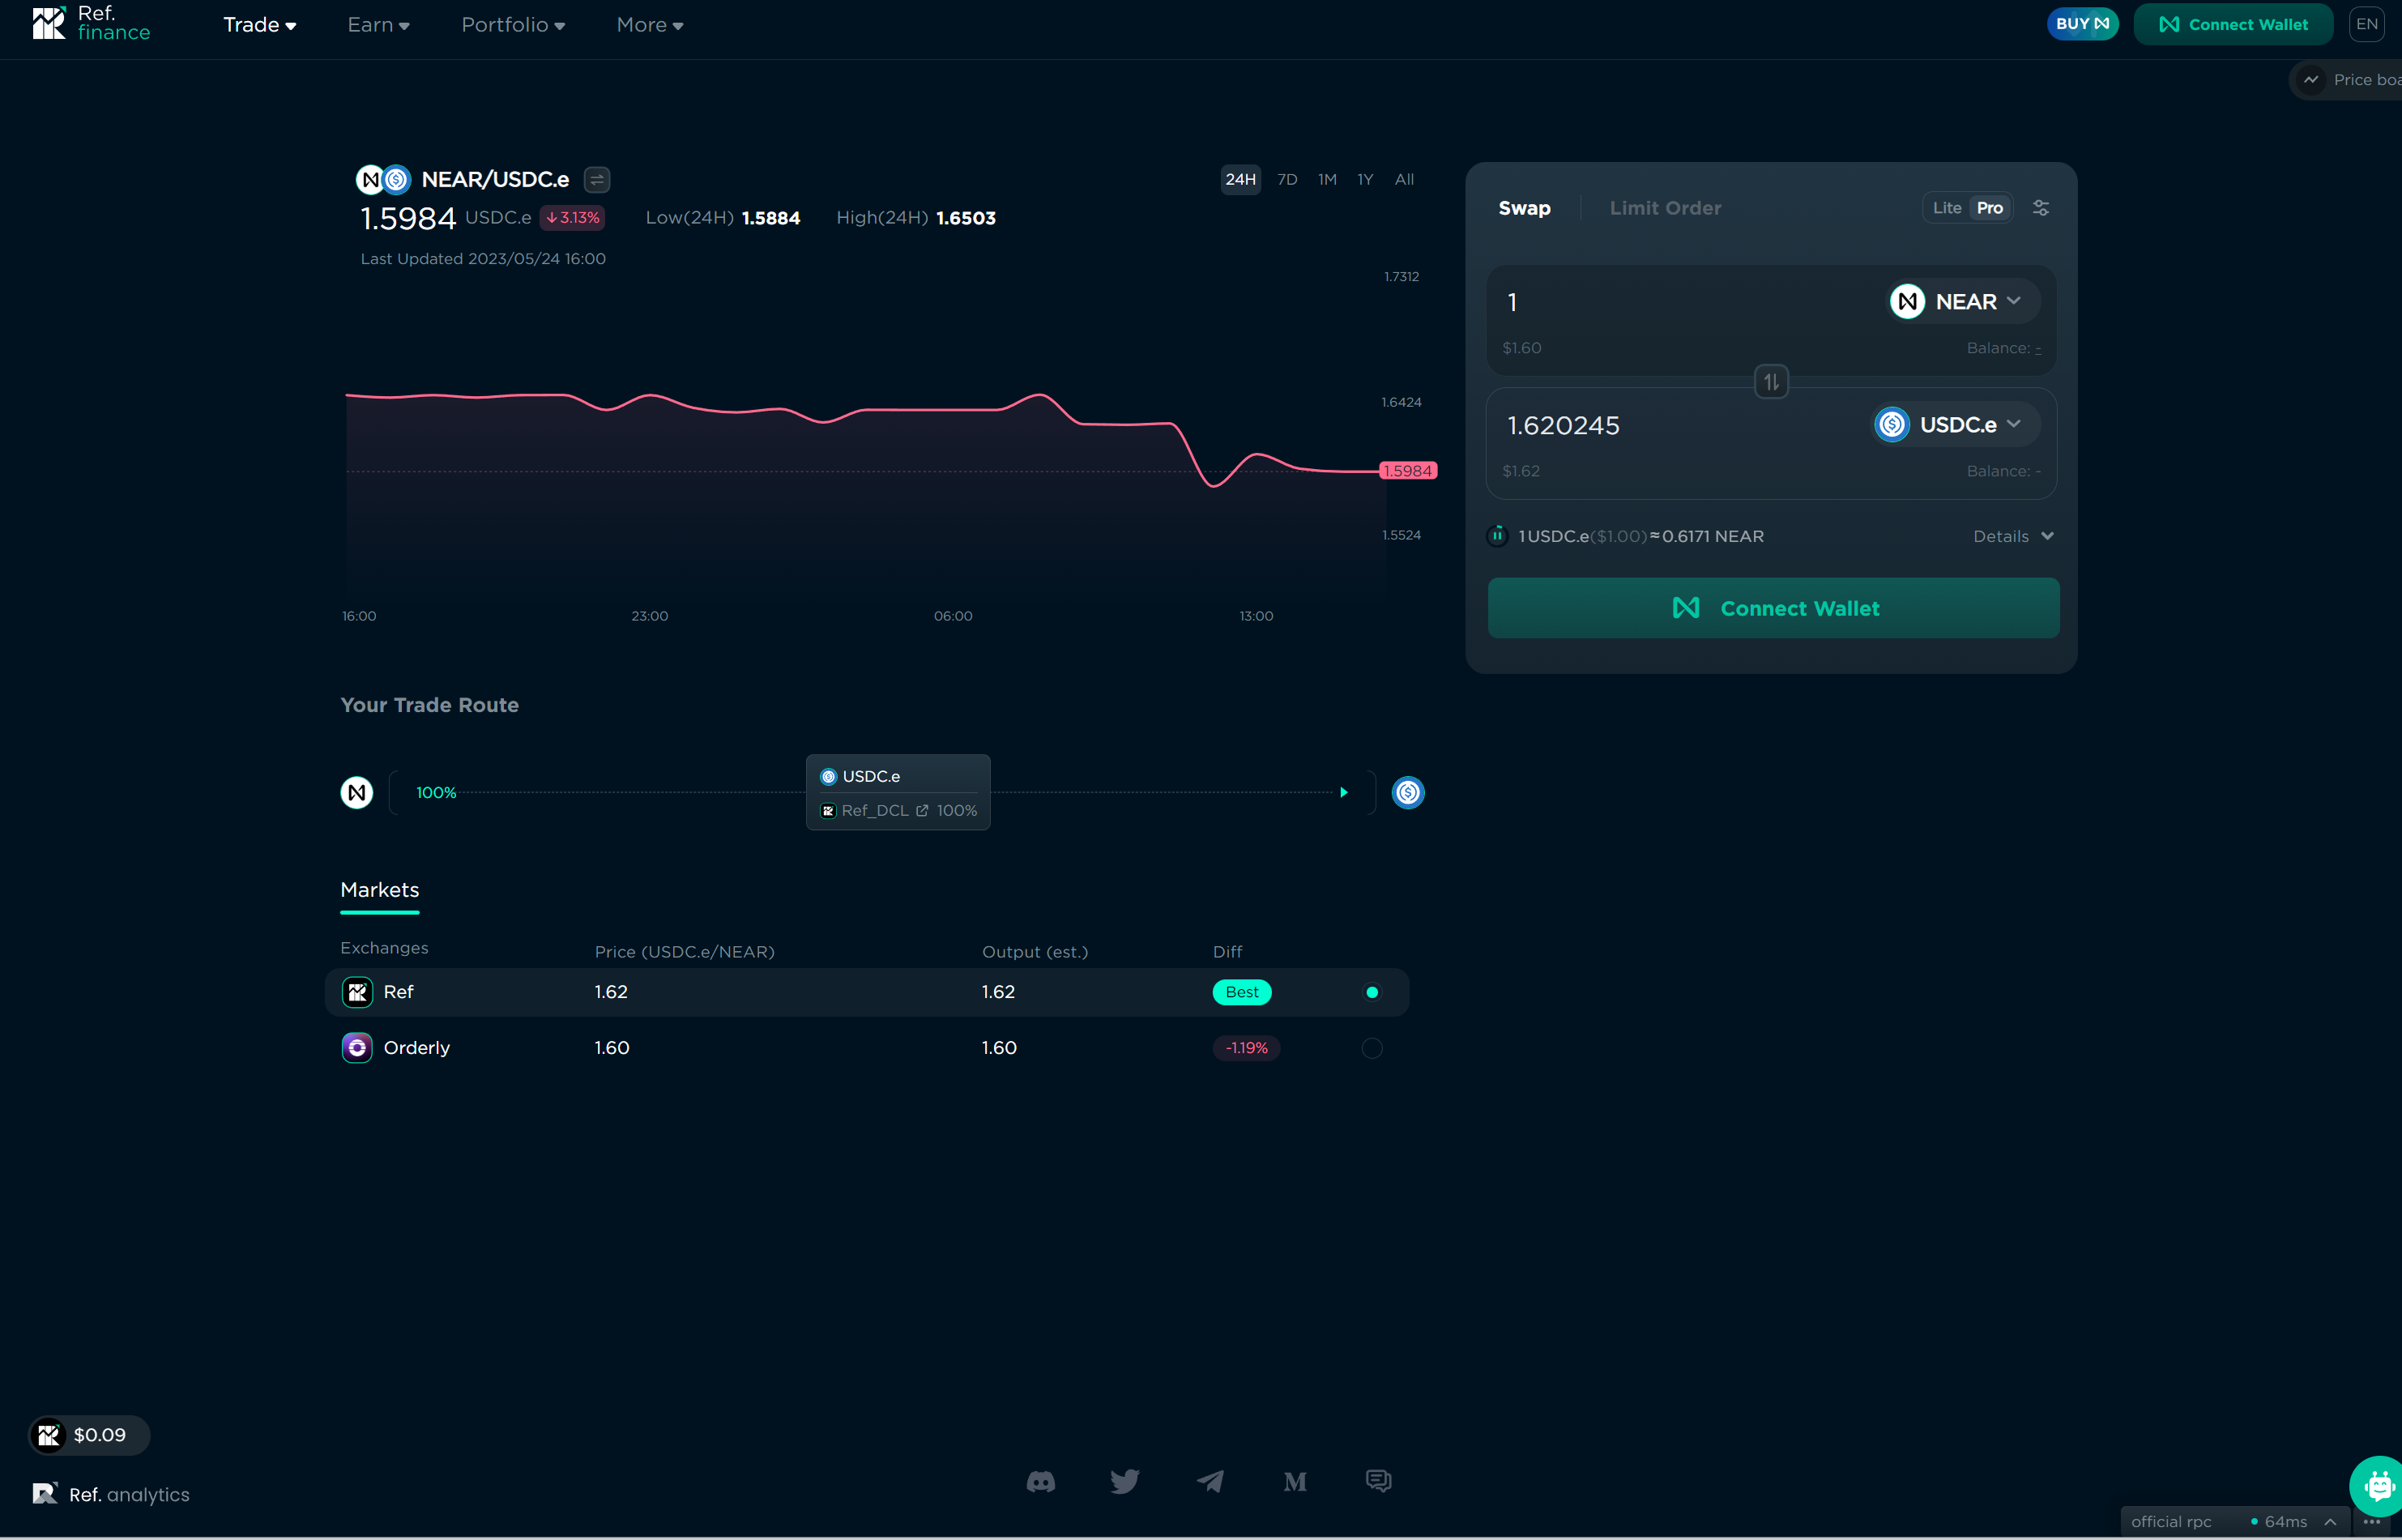 Ref.
finance
Trade
Earn
Portfolio
More
BUY
Connect Wallet
EN
Price boa
NEAR/USDC.e
24H 7D 1M 1Y All
1.5984 USDC.e ↓3.13% Low(24H) 1.5884 High(24H) 1.6503
Last Updated 2023/05/24 16:00
1.7312
1.6424
1.5984
1.5524
16:00 23:00 06:00 13:00
Swap
Limit Order
Lite Pro
1
NEAR
$1.60
Balance: -
1.620245
USDC.e
$1.62
Balance: -
1 USDC.e($1.00)≈0.6171 NEAR
Details
Connect Wallet
Your Trade Route
100%
USDC.e
Ref_DCL 100%
Markets
Exchanges Price (USDC.e/NEAR) Output (est.) Diff
Ref 1.62 1.62 Best
Orderly 1.60 1.60 -1.19%
$0.09
Ref. analytics
official rpc 64ms